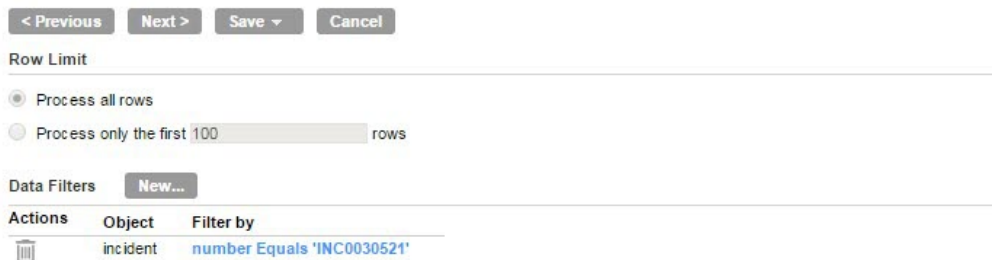 < Previous Next > Save Cancel
Row Limit
Process all rows
Process only the first 100 rows
Data Filters New...
Actions Object Filter by
incident number Equals 'INC0030521'